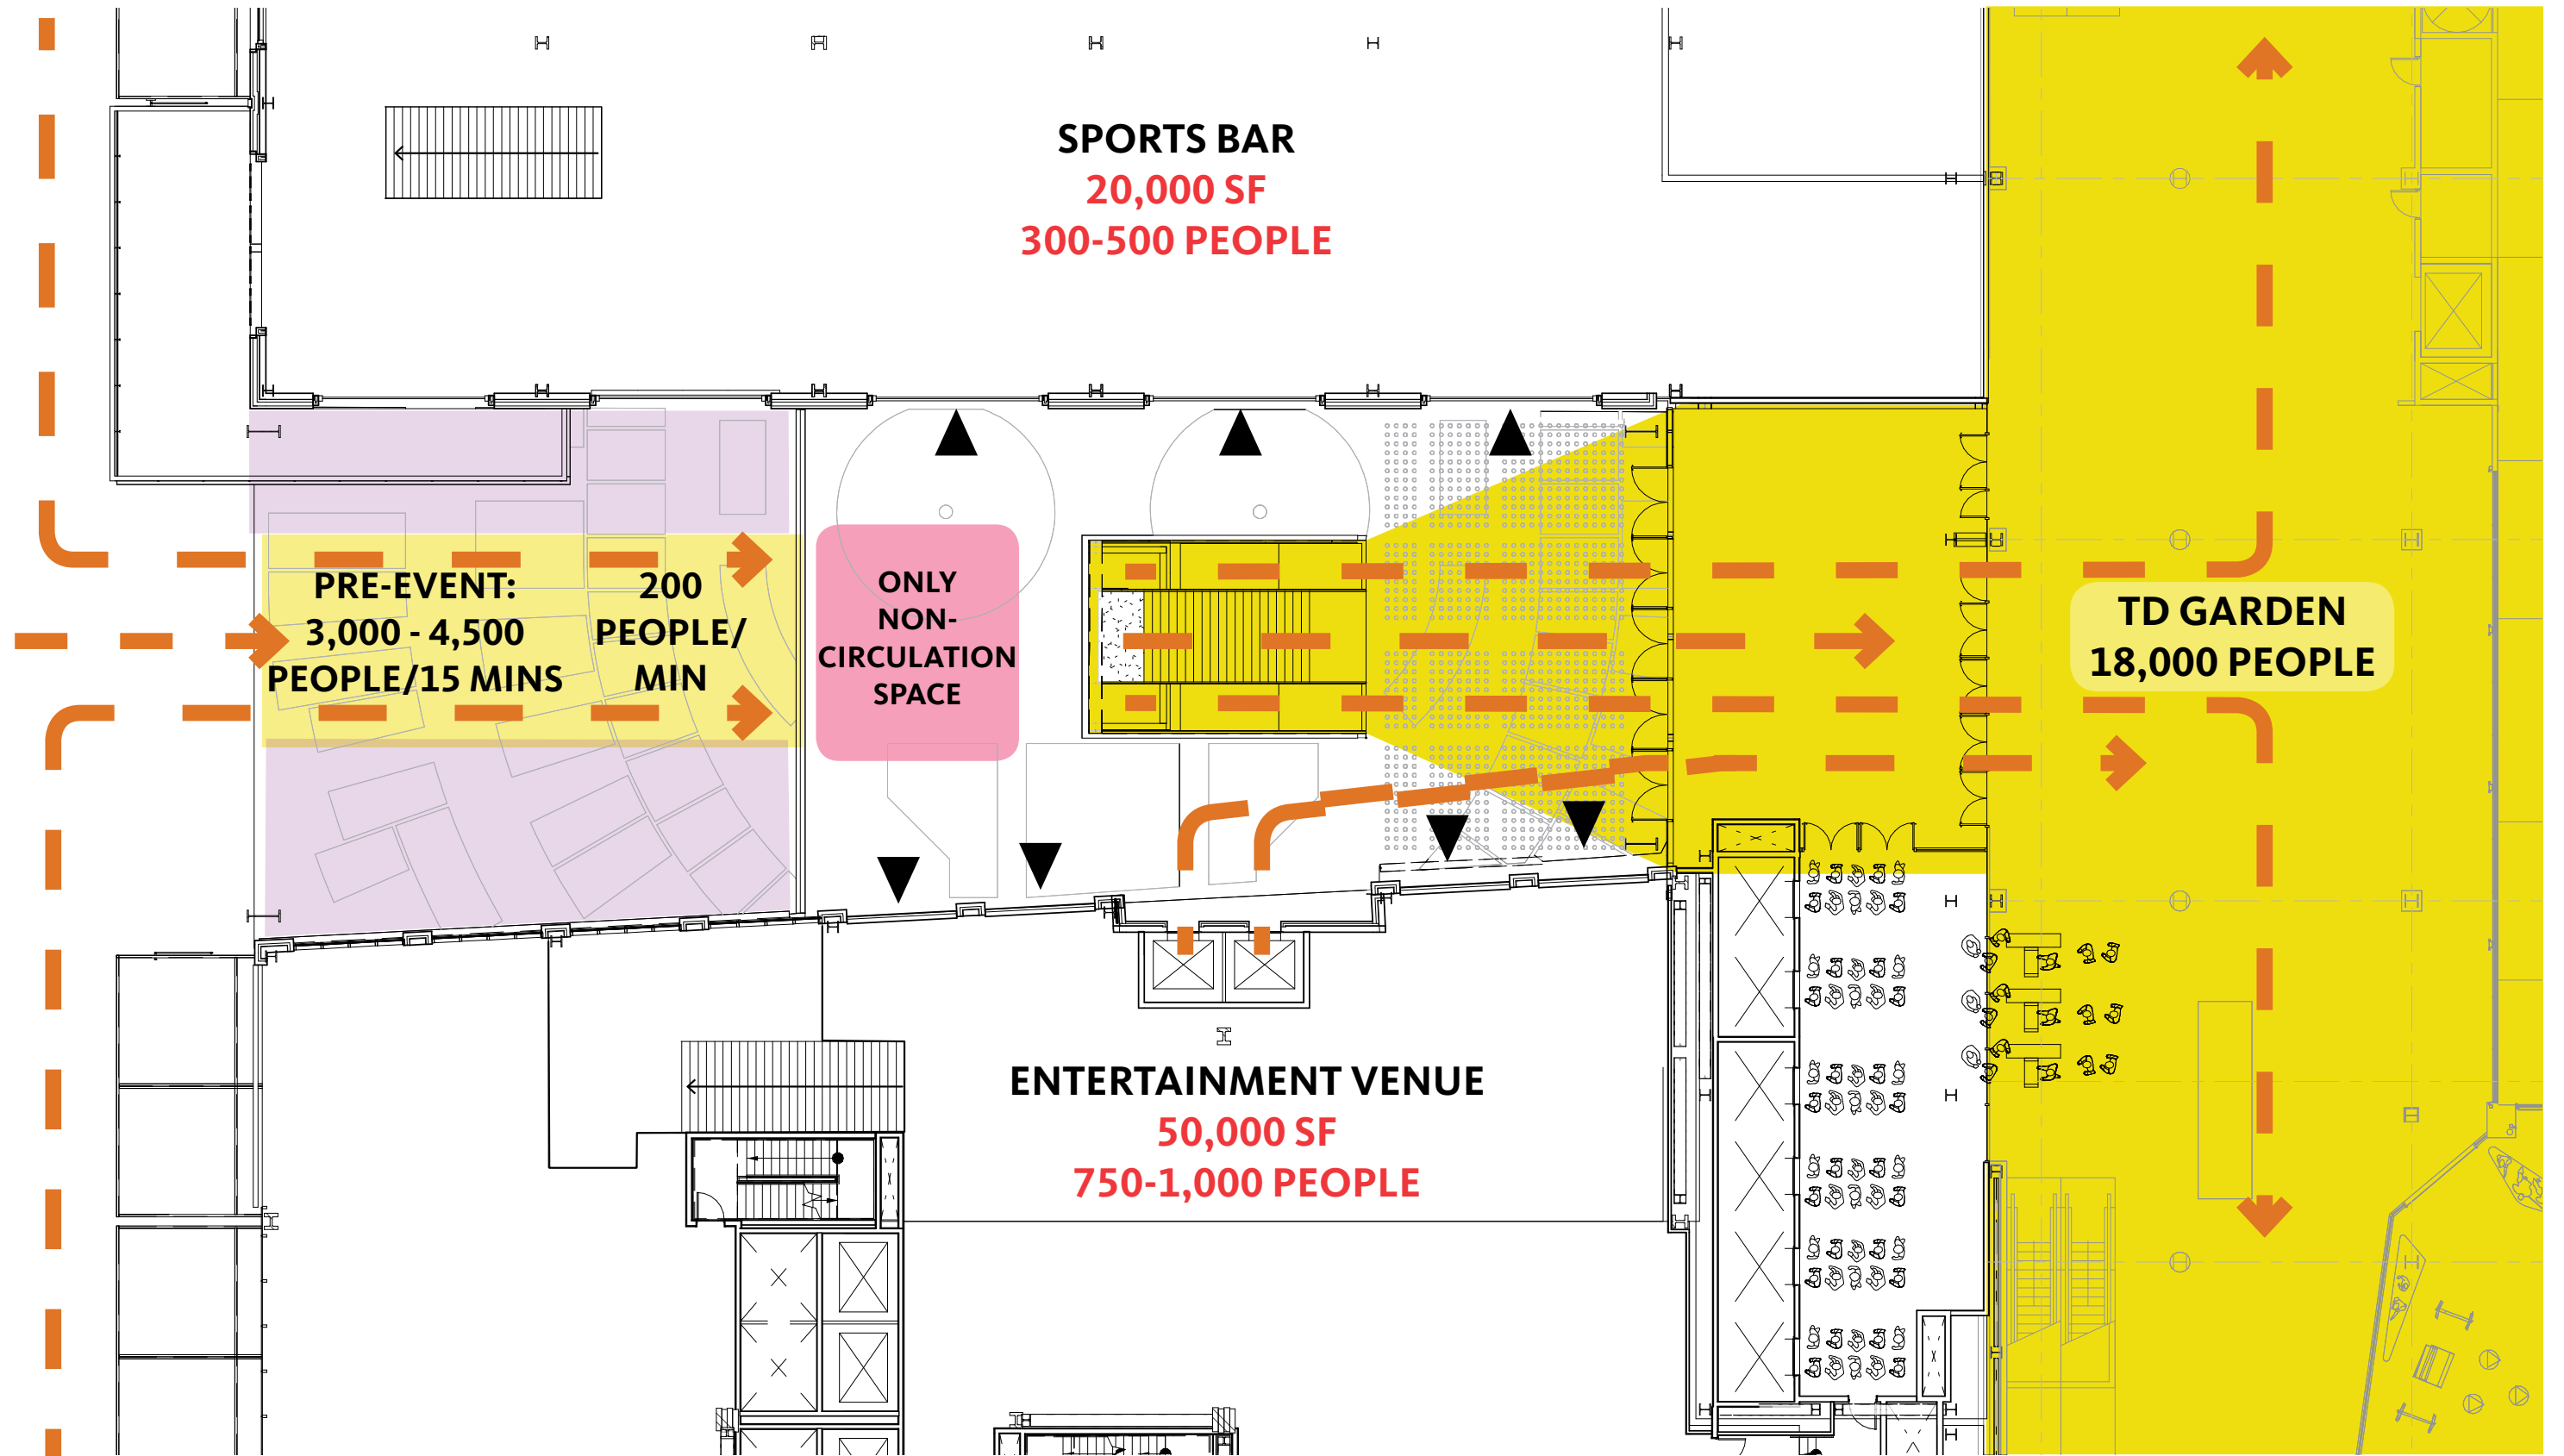 SPORTS BAR
20,000 SF
300-500 PEOPLE
PRE-EVENT:
3,000 - 4,500
PEOPLE/15 MINS
200
PEOPLE/
MIN
ONLY
NON-
CIRCULATION
SPACE
TD GARDEN
18,000 PEOPLE
ENTERTAINMENT VENUE
50,000 SF
750-1,000 PEOPLE